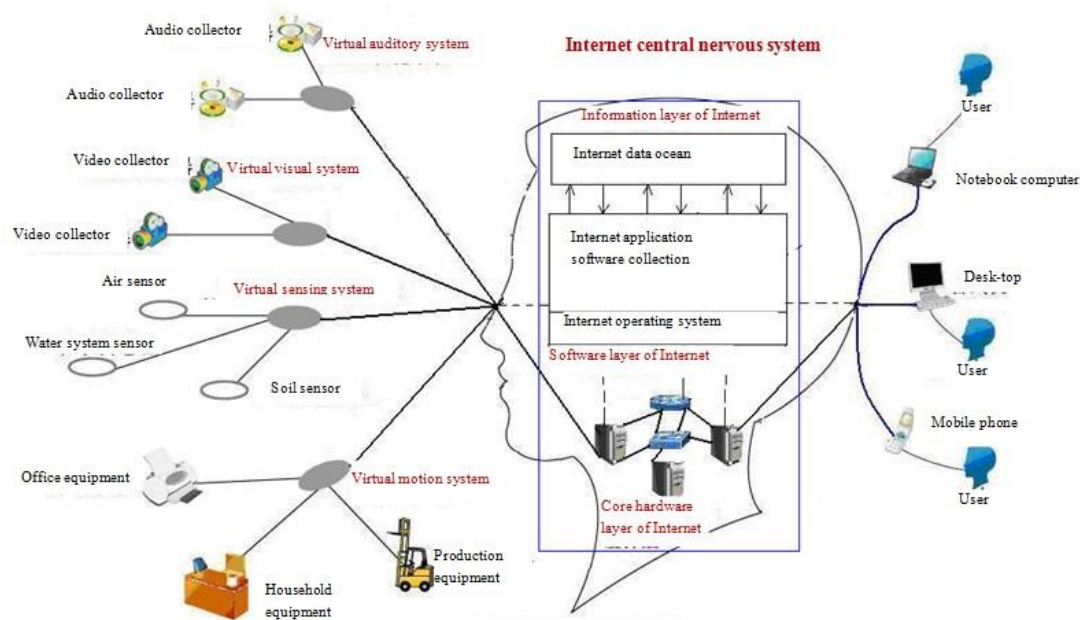 Audio collector
Virtual auditory system
Internet central nervous system
Audio collector
Video collector
Virtual visual system
Video collector
Air sensor
Virtual sensing system
Water system sensor
Soil sensor
Office equipment
Virtual motion system
Production
equipment
Household
equipment
Information layer of Internet
Internet data ocean
Internet application
software collection
Internet operating system
Software layer of Internet
Core hardware
layer of Internet
User
Notebook computer
Desk-top
User
Mobile phone
User